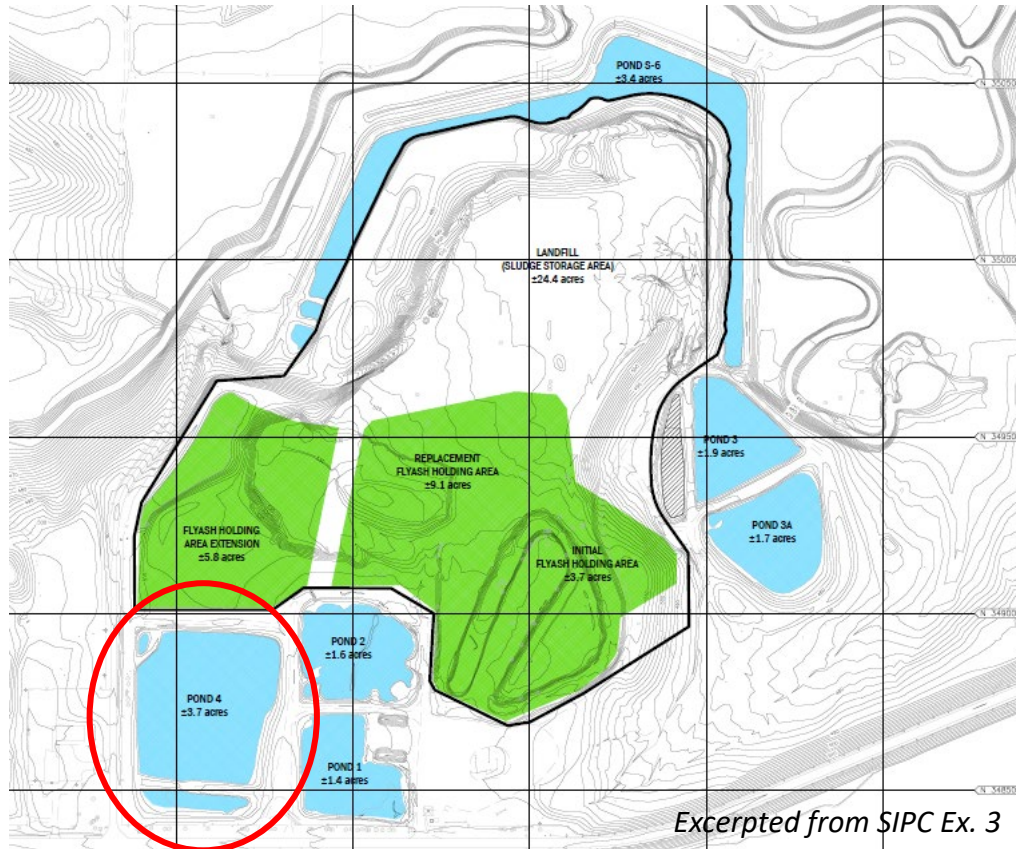 POND S-6
±3.4 acres
N 35050
LANDFILL
(SLUDGE STORAGE AREA)
±24.4 acres
N 35000
REPLACEMENT
FLYASH HOLDING AREA
±9.1 acres
POND 3
±1.9 acres
N 34950
FLYASH HOLDING
AREA EXTENSION
±5.8 acres
INITIAL
FLYASH HOLDING AREA
±3.7 acres
POND 3A
±1.7 acres
N 34900
POND 2
±1.6 acres
POND 4
±3.7 acres
POND 1
±1.4 acres
N 34850
Excerpted from SIPC Ex. 3